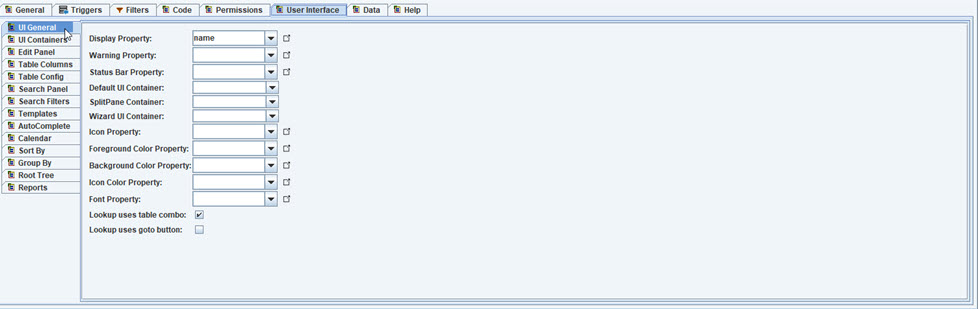 General Triggers Filters Code Permissions User Interface Data Help
UI General
UI Containers
Edit Panel
Table Columns
Table Config
Search Panel
Search Filters
Templates
AutoComplete
Calendar
Sort By
Group By
Root Tree
Reports
Display Property: name
Warning Property:
Status Bar Property:
Default UI Container:
SplitPane Container:
Wizard UI Container:
Icon Property:
Foreground Color Property:
Background Color Property:
Icon Color Property:
Font Property:
Lookup uses table combo:
Lookup uses goto button: